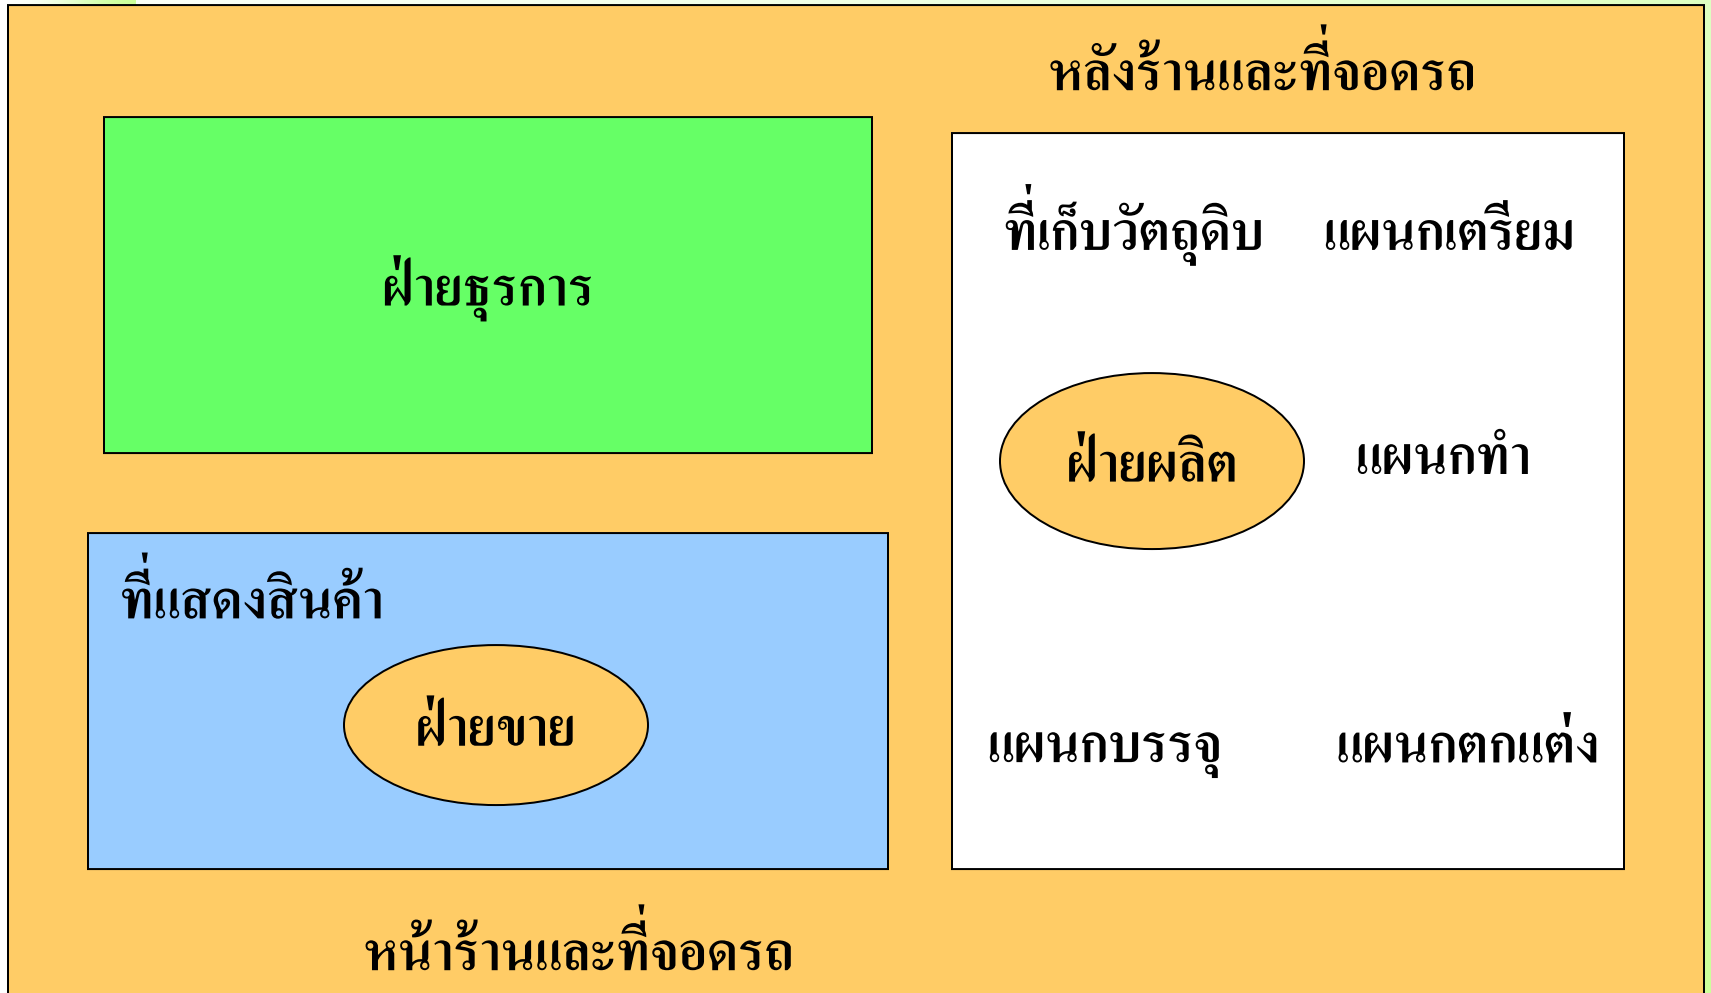 หลังร้านและที่จอดรถ
ฝ่ายธุรการ
ที่เก็บวัตถุดิบ แผนกเตรียม
ฝ่ายผลิต แผนกทำ
แผนกบรรจุ แผนกตกแต่ง
ที่แสดงสินค้า
ฝ่ายขาย
หน้าร้านและที่จอดรถ